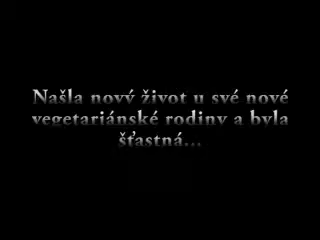 Našla nový život u své nové
vegetariánské rodiny a byla
šťastná...